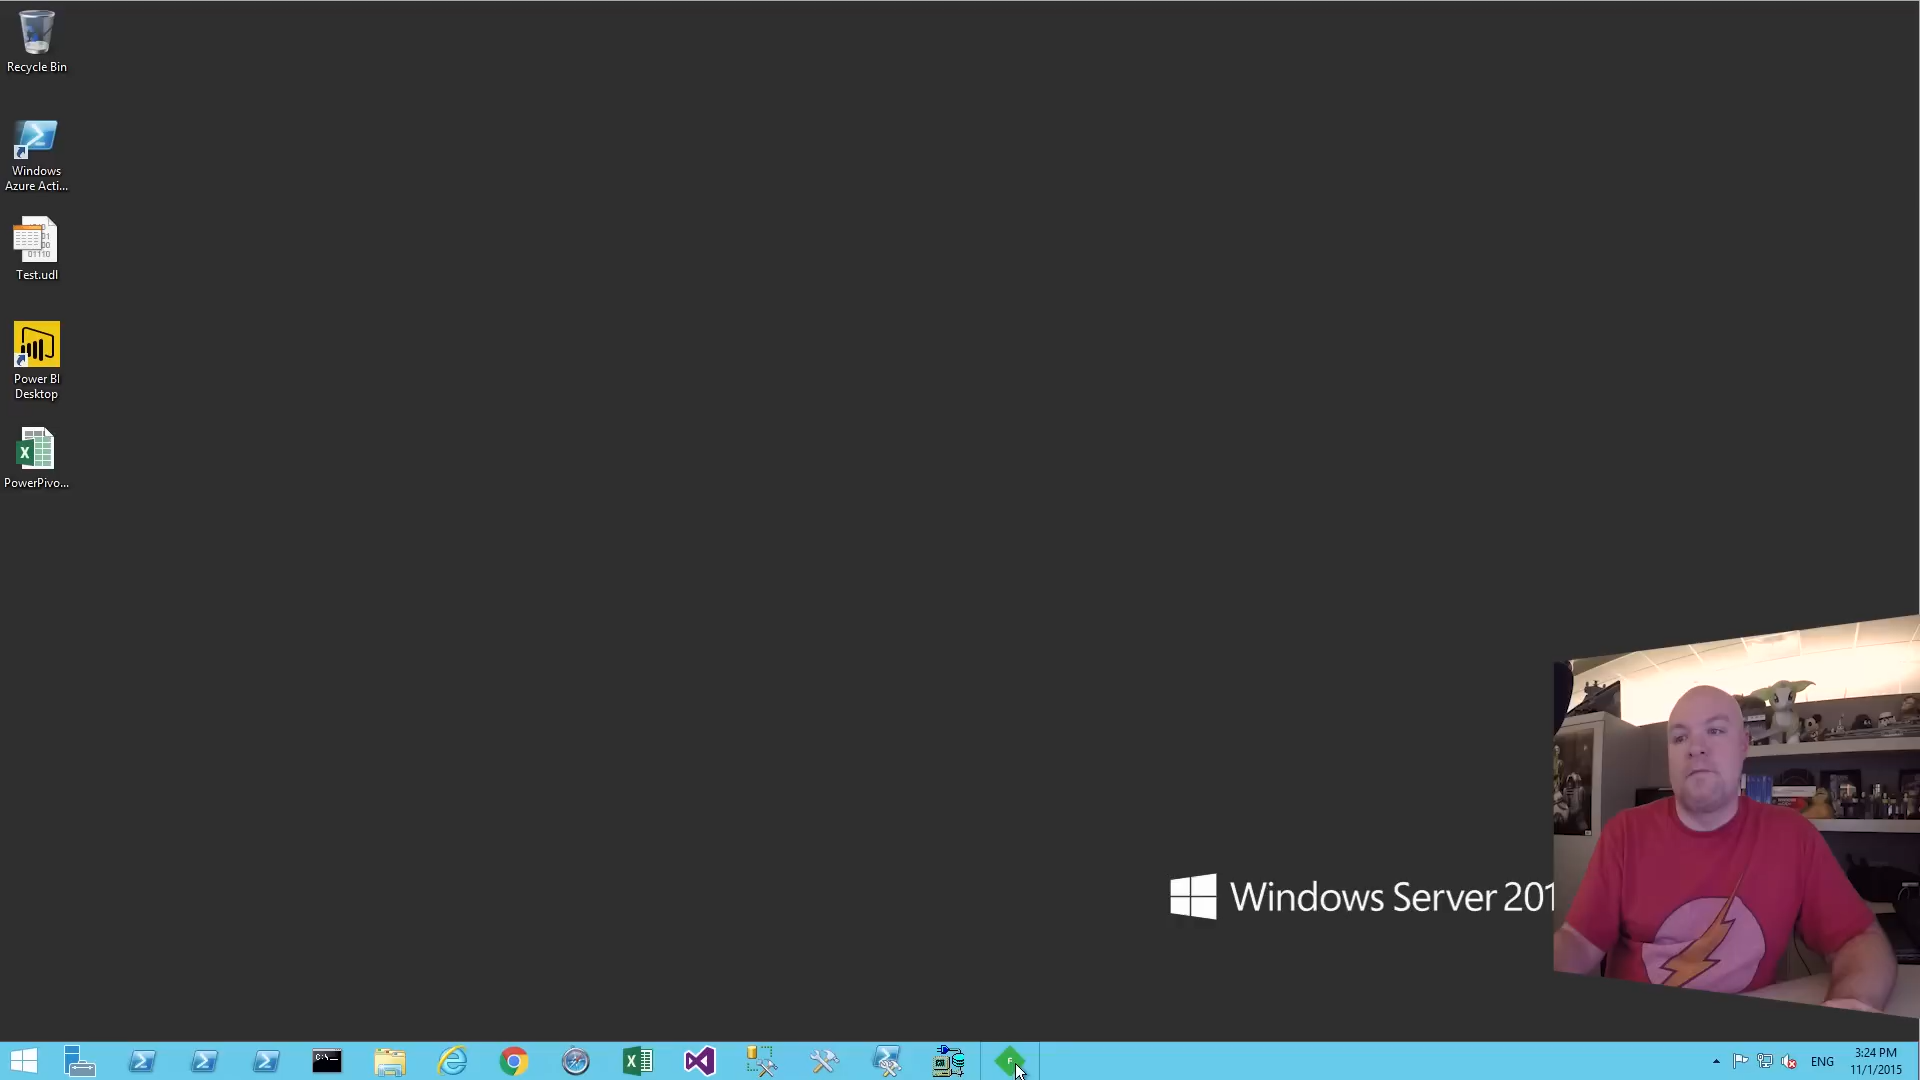 Recycle Bin
Windows
Azure Acti...
Test.udl
Power BI
Desktop
PowerPivo...
Windows Server 201
ENG
3:24 PM
11/1/2015